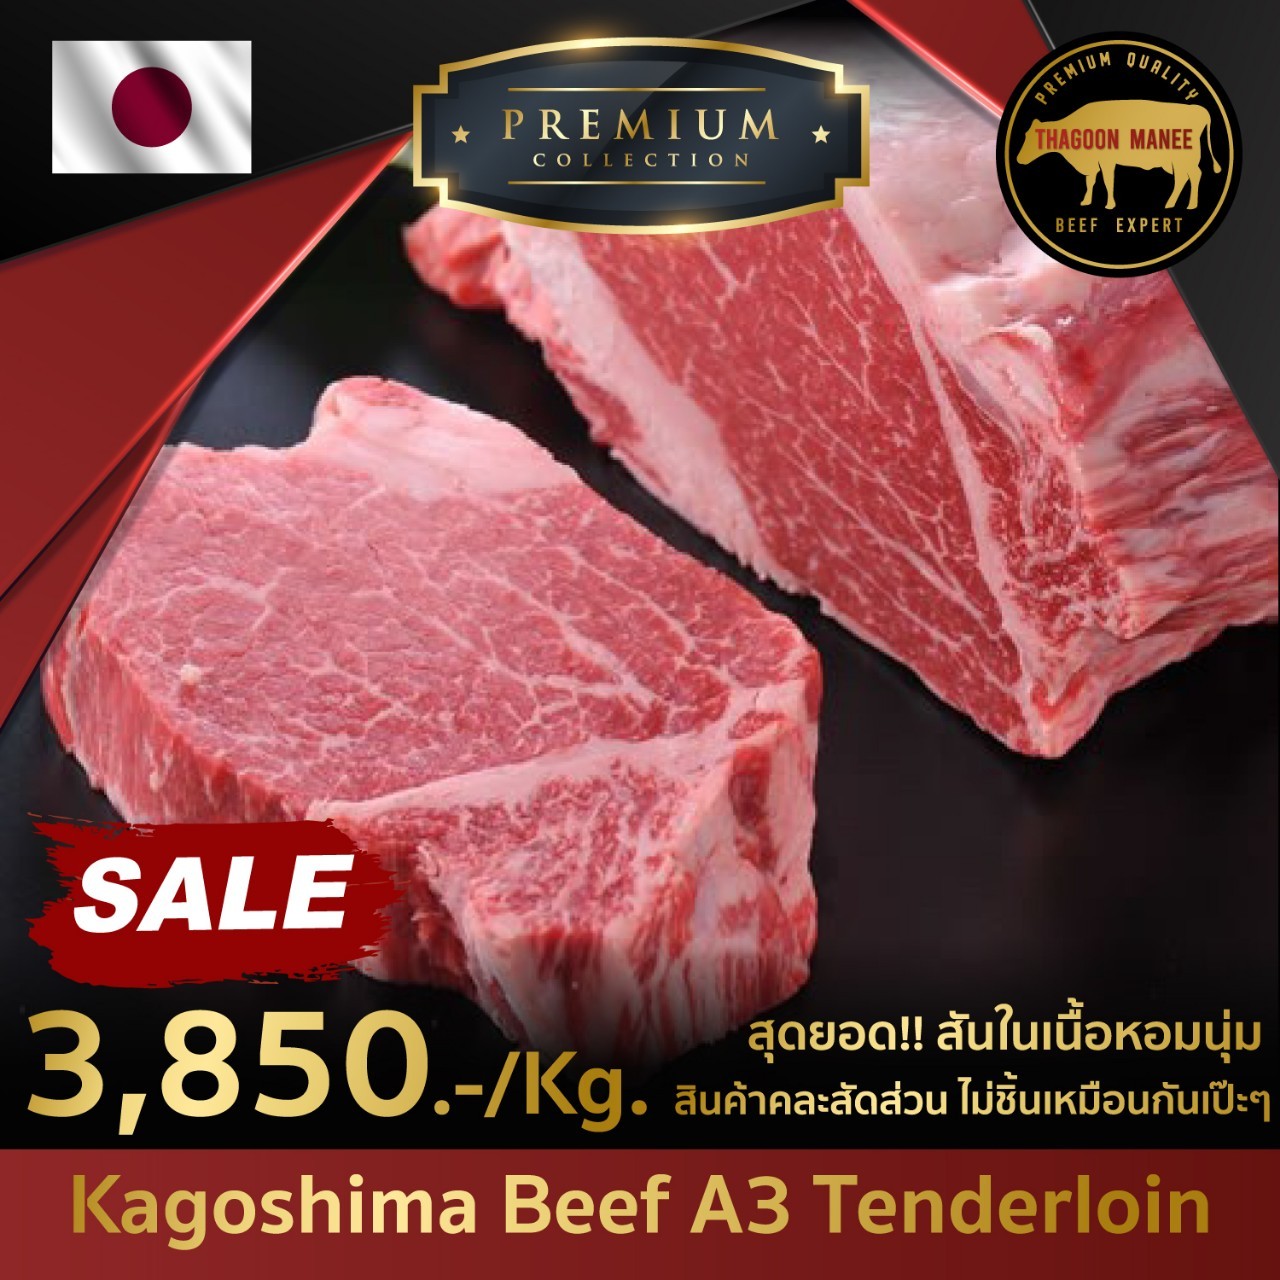 PREMIUM
COLLECTION
PREMIUM QUALITY
THAGOON MANEE
BEEF EXPERT
SALE
3,850.-/Kg.
สุดยอด!! สันในเนื้อหอมนุ่ม
สินค้าคละสัดส่วน ไม่ชิ้นเหมือนกันเป๊ะๆ
Kagoshima Beef A3 Tenderloin